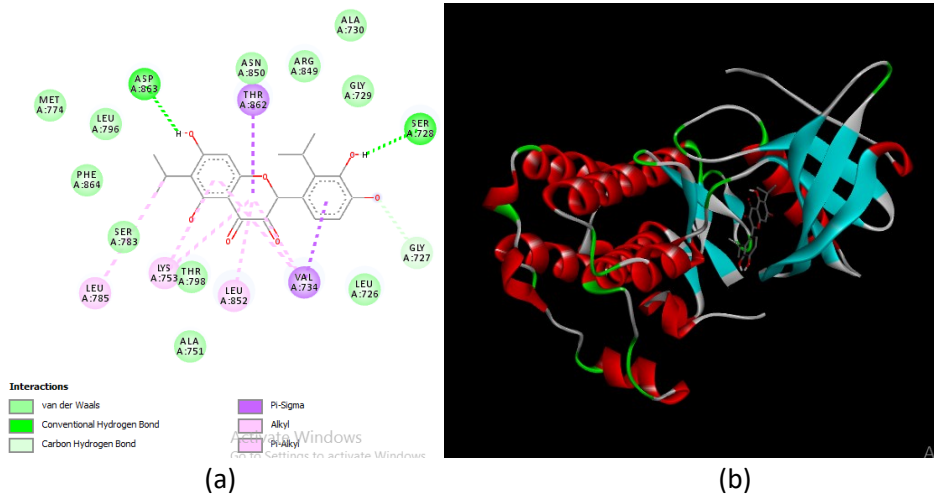 ALA
A:730
ASN
A:850
ARG
A:849
ASP
A:863
GLY
A:729
THR
A:862
MET
A:774
LEU
A:796
SER
A:728
H
O
O
H
PHE
A:864
O
O
O
O
O
SER
A:783
GLY
A:727
LYS
A:753
THR
A:798
LEU
A:785
LEU
A:852
VAL
A:734
LEU
A:726
ALA
A:751
Interactions
van der Waals
Conventional Hydrogen Bond
Carbon Hydrogen Bond
Pi-Sigma
Alkyl
Pi-Alkyl
Activate Windows
Go to Settings to activate Windows.
A
(a)
(b)